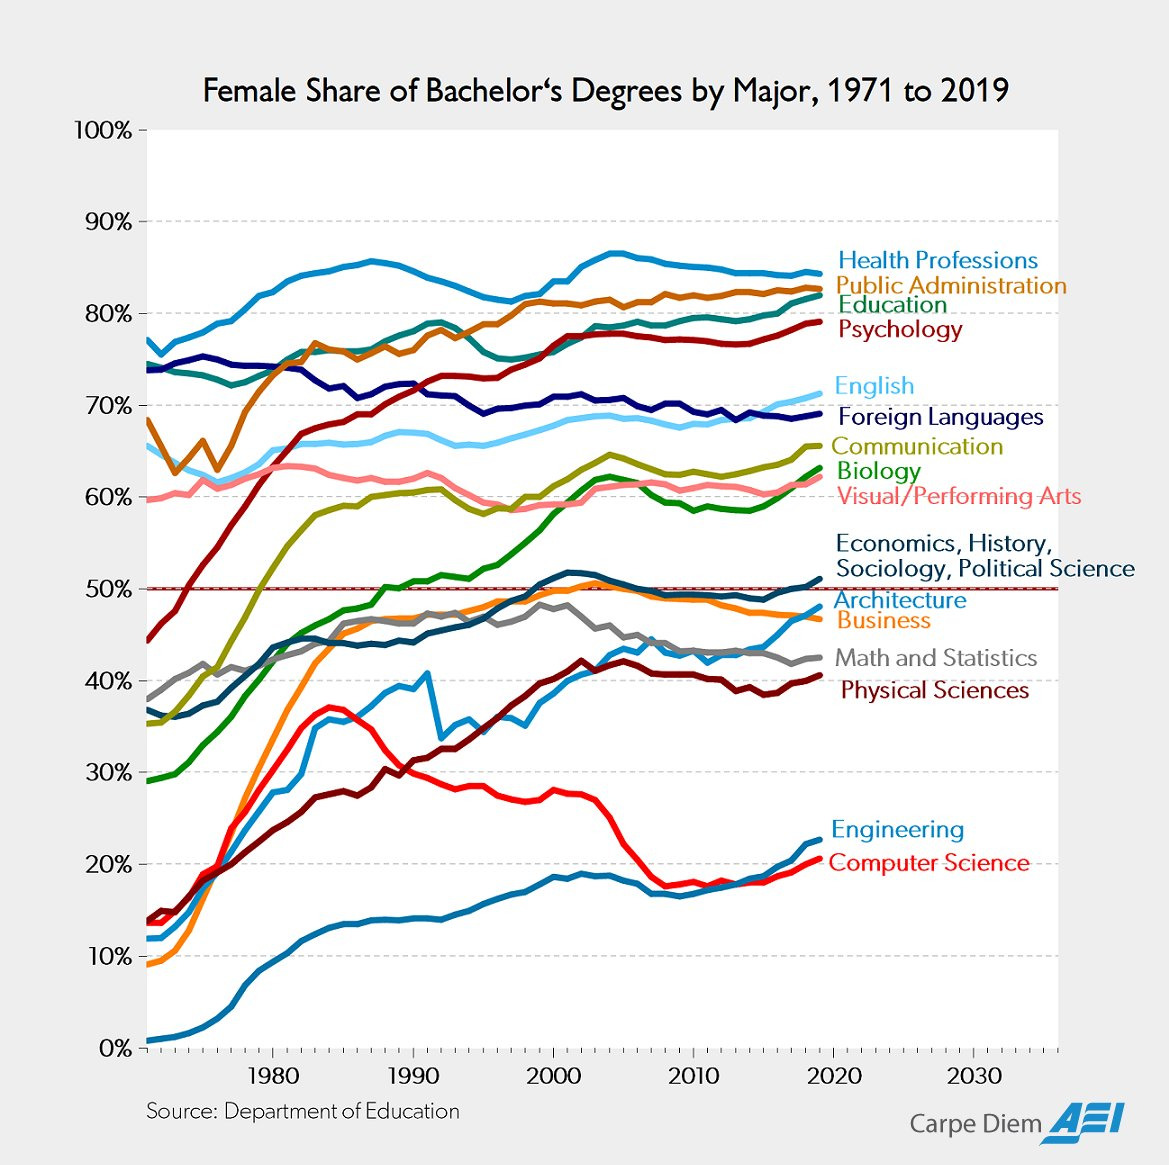 Female Share of Bachelor‘s Degrees by Major, 1971 to 2019
100%
90%
80%
70%
60%
50%
40%
30%
20%
10%
0%
Health Professions
Public Administration
Education
Psychology
English
Foreign Languages
Communication
Biology
Visual/Performing Arts
Economics, History,
Sociology, Political Science
Architecture
Business
Math and Statistics
Physical Sciences
Engineering
Computer Science
1980 1990 2000 2010 2020 2030
Source: Department of Education
Carpe Diem AEI